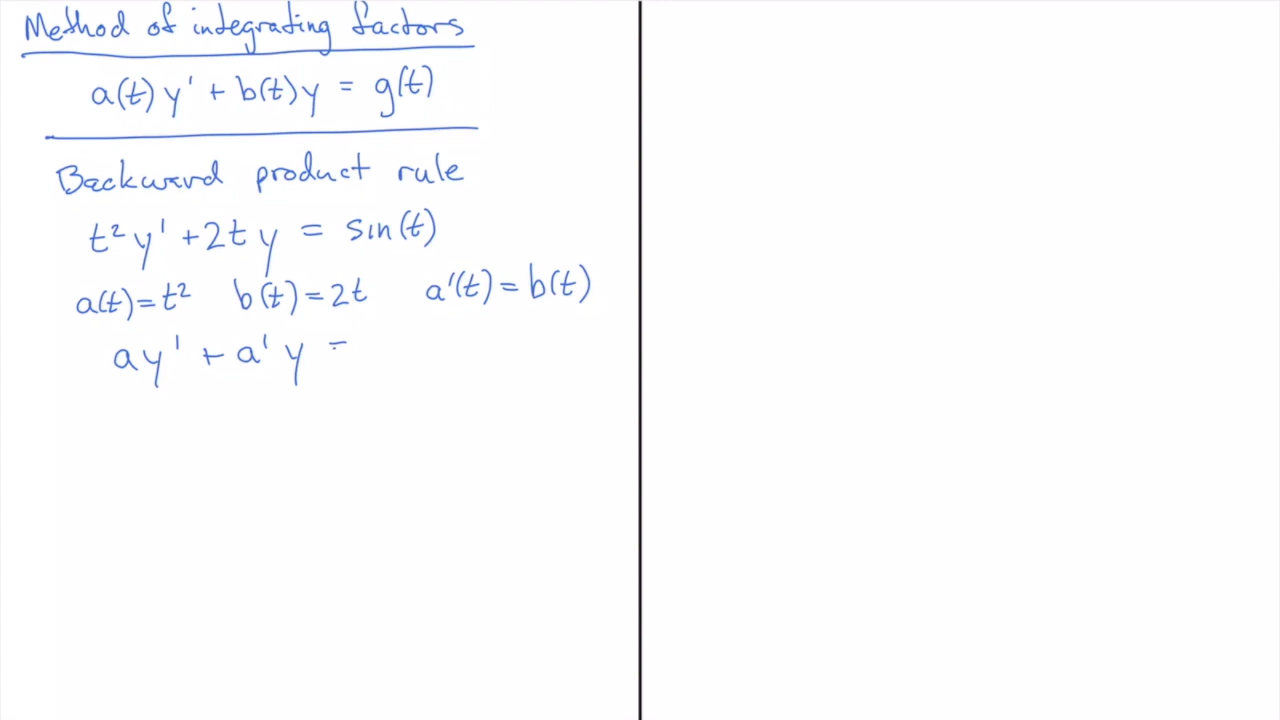 Method of integrating factors
a(t) y' + b(t) y = g(t)
Backward product rule
t² y' + 2t y = sin(t)
a(t) = t² b(t) = 2t a'(t) = b(t)
a y' + a' y =